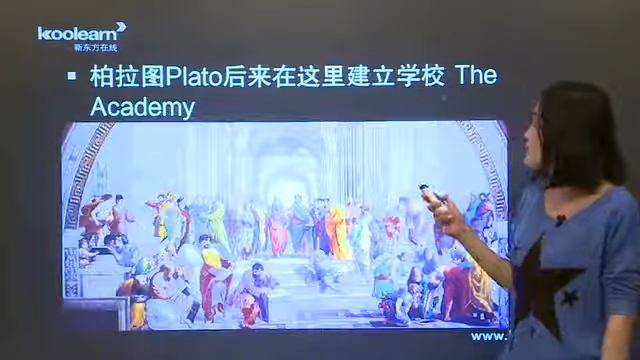 koolearn
新东方在线
柏拉图Plato后来在这里建立学校 The
Academy
www.